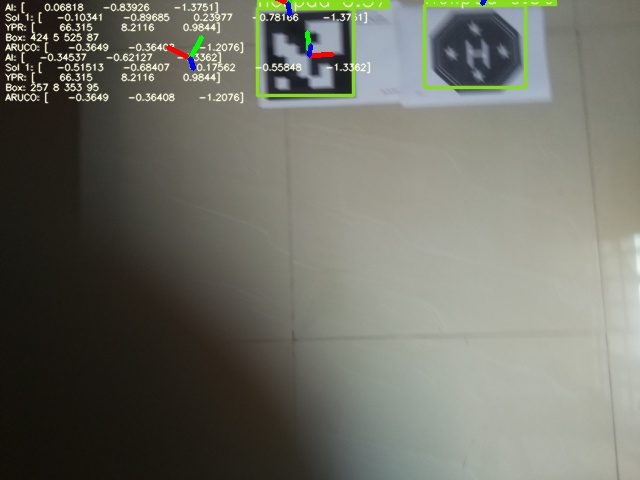 AI: [ 0.06818 -0.83926 -1.3751]
Sol 1: [ -0.10341 -0.89685 0.23977 -0.78166 -1.3751]
YPR: [ 66.315 8.2116 0.9844]
Box: 424 5 525 87
ARUCO: [ -0.3649 -0.36408 -1.2076]
AI: [ -0.34537 -0.62127 -1.3362]
Sol 1: [ -0.51513 -0.68407 0.17562 -0.55848 -1.3362]
YPR: [ 66.315 8.2116 0.9844]
Box: 257 8 353 95
ARUCO: [ -0.3649 -0.36408 -1.2076]
H